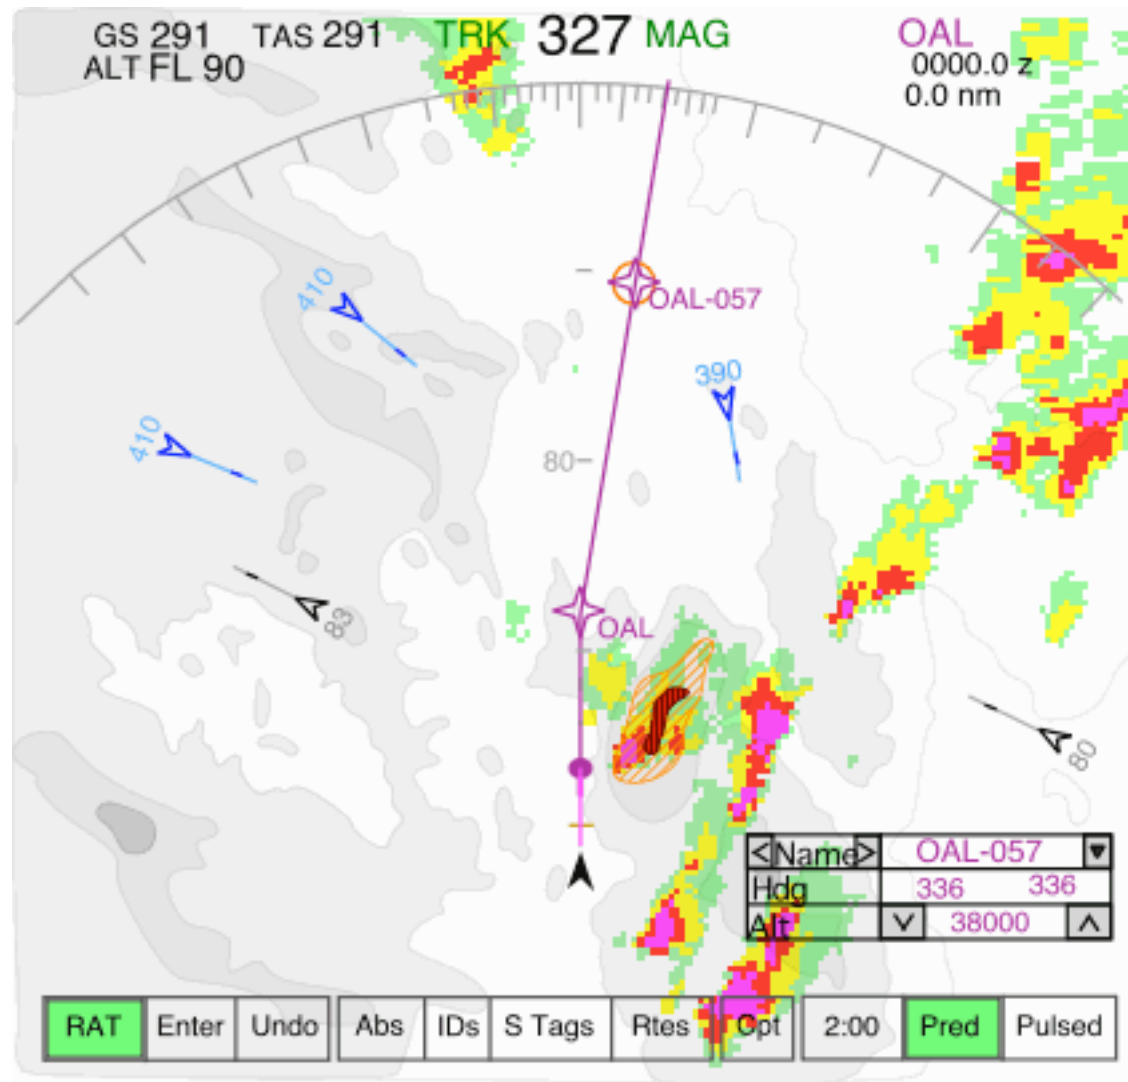 GS 291 TAS 291 TRK 327 MAG OAL
ALT FL 90 0000.0 z
0.0 nm
410
OAL-057
390
410
80
83
OAL
80
< Name > OAL-057 ▼
Hdg 336 336
Alt ∨ 38000 ∧
RAT Enter Undo Abs IDs S Tags Rtes Opt 2:00 Pred Pulsed